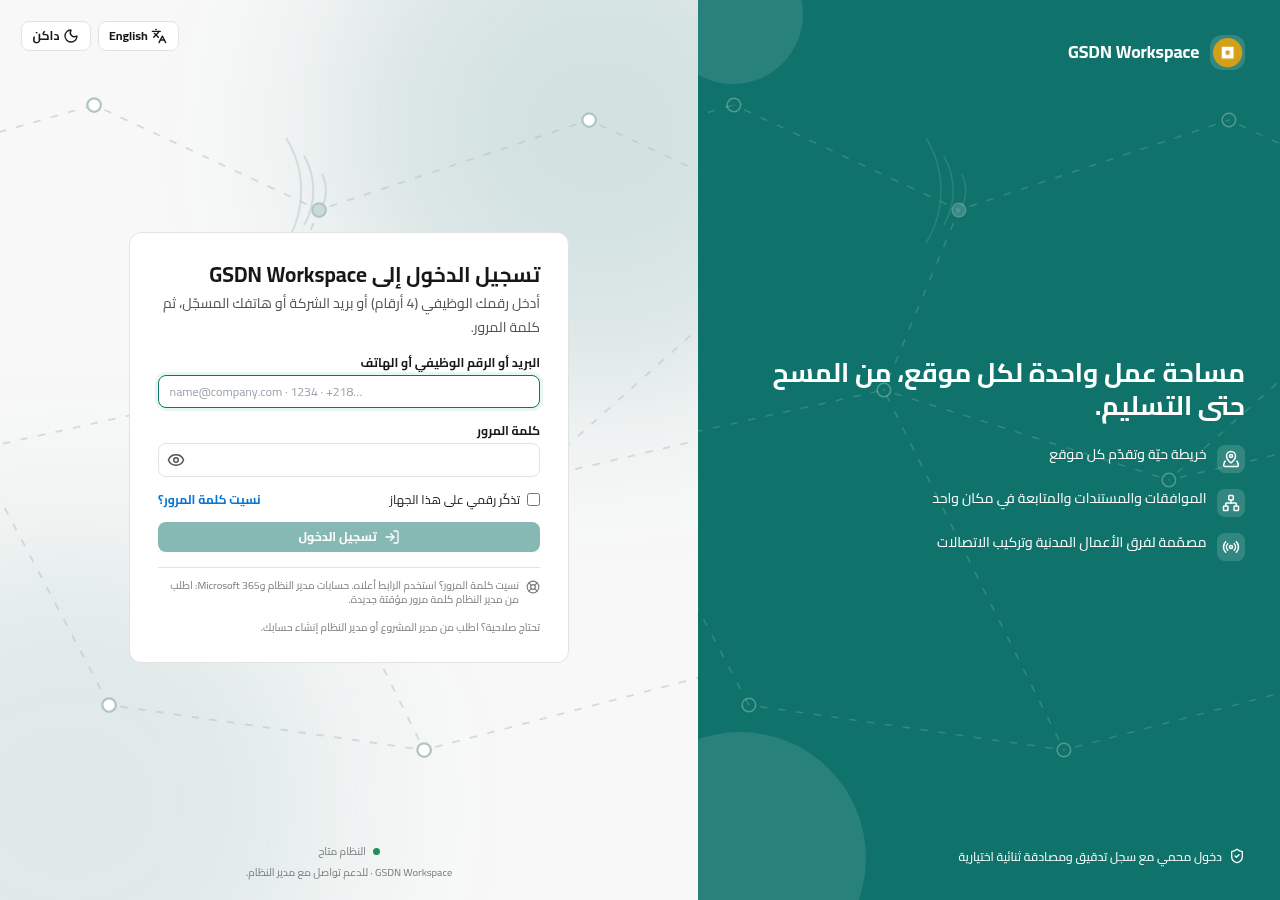 GSDN Workspace
مساحة عمل واحدة لكل موقع، من المسح
حتى التسليم.
خريطة حيّة وتقدّم كل موقع
الموافقات والمستندات والمتابعة في مكان واحد
مصمّمة لفرق الأعمال المدنية وتركيب الاتصالات
دخول محمي مع سجل تدقيق ومصادقة ثنائية اختيارية
English
داكن
تسجيل الدخول إلى GSDN Workspace
أدخل رقمك الوظيفي (4 أرقام) أو بريد الشركة أو هاتفك المسجّل، ثم
كلمة المرور.
البريد أو الرقم الوظيفي أو الهاتف
name@company.com · 1234 · +218...
كلمة المرور
تذكّر رقمي على هذا الجهاز
نسيت كلمة المرور؟
تسجيل الدخول
نسيت كلمة المرور؟ استخدم الرابط أعلاه. حسابات مدير النظام وMicrosoft 365: اطلب
من مدير النظام كلمة مرور مؤقتة جديدة.
تحتاج صلاحية؟ اطلب من مدير المشروع أو مدير النظام إنشاء حسابك.
النظام متاح
GSDN Workspace · للدعم تواصل مع مدير النظام.